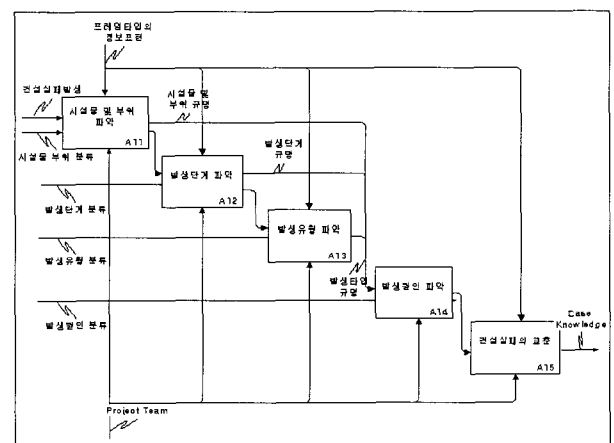 프레임타입의
정보표현
건설실패발생
시설물 및 부위
파악
A11
시설물 및
부위 규명
시설물 부위 분류
발생단계 파악
A12
발생단계
규명
발생단계 분류
발생유형 파악
A13
발생유형 분류
발생타입
규명
발생원인 파악
A14
발생원인 분류
건설실패의 교훈
A15
Case
Knowledge
Project Team